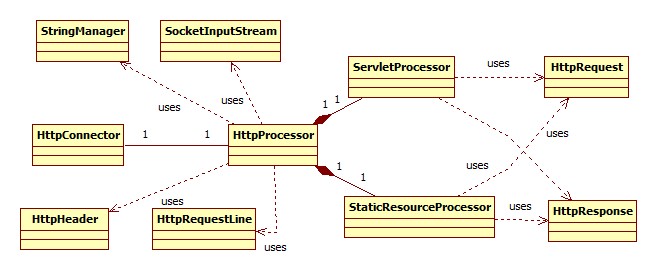 StringManager
SocketInputStream
ServletProcessor
HttpRequest
uses
uses
uses
1
1
HttpConnector
1
1
HttpProcessor
uses
uses
1
1
HttpHeader
uses
HttpRequestLine
uses
StaticResourceProcessor
uses
HttpResponse